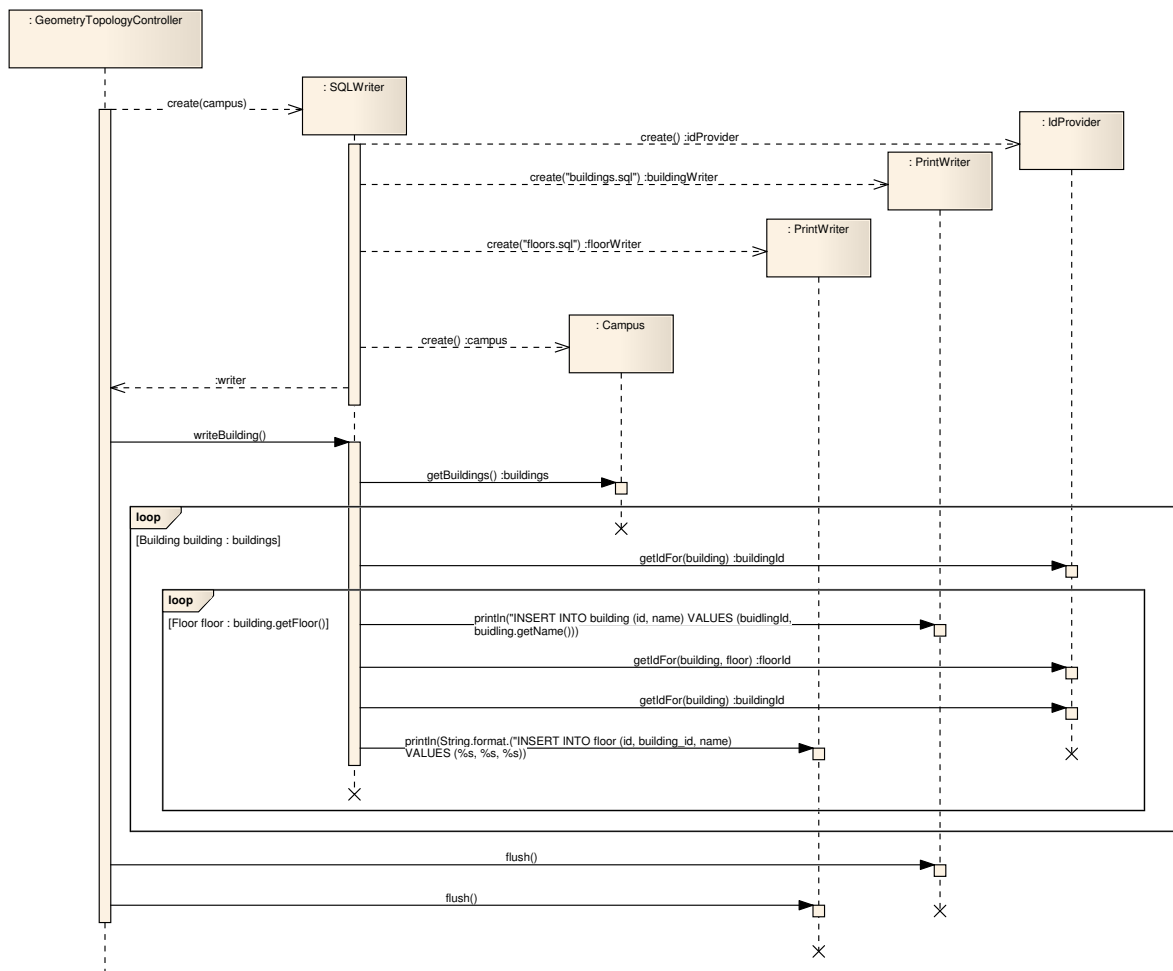 : GeometryTopologyController
: SQLWriter
create(campus)
: IdProvider
create() :idProvider
: PrintWriter
create("buildings.sql") :buildingWriter
: PrintWriter
create("floors.sql") :floorWriter
: Campus
create() :campus
:writer
writeBuilding()
getBuildings() :buildings
loop
[Building building : buildings]
getIdFor(building) :buildingId
loop
[Floor floor : building.getFloor()]
println("INSERT INTO building (id, name) VALUES (buidlingId,
buidling.getName()))
getIdFor(building, floor) :floorId
getIdFor(building) :buildingId
println(String.format.("INSERT INTO floor (id, building_id, name)
VALUES (%s, %s, %s))
flush()
flush()